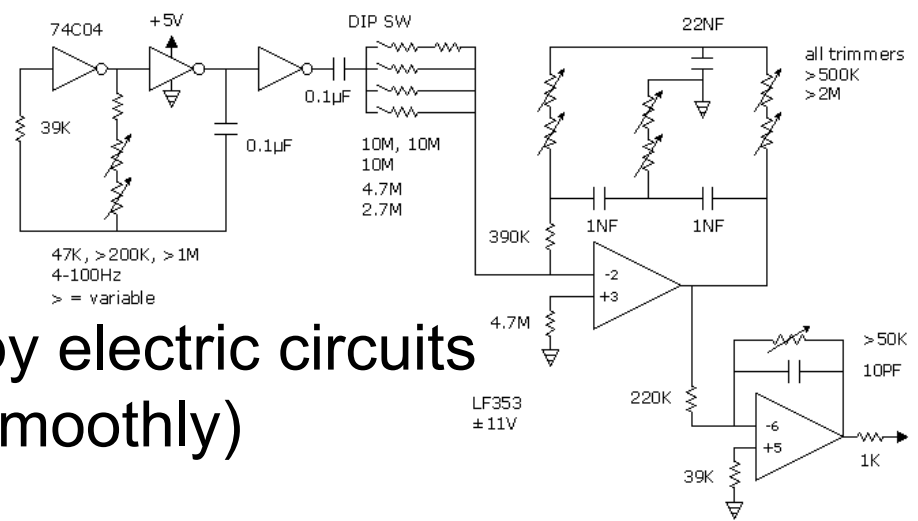 74C04
+5V
DIP SW
22NF
all trimmers
>500K
>2M
39K
0.1µF
0.1µF
10M, 10M
10M
4.7M
2.7M
1NF
1NF
390K
47K, >200K, >1M
4-100Hz
> = variable
-2
+3
4.7M
by electric circuits
moothly)
LF353
±11V
220K
>50K
10PF
-6
+5
39K
1K